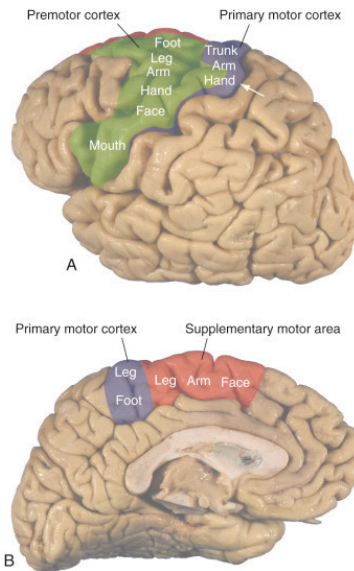 Premotor cortex Primary motor cortex
Foot
Leg
Arm
Hand
Face
Mouth
Trunk
Arm
Hand
A
Primary motor cortex Supplementary motor area
Leg
Foot
Leg Arm Face
B